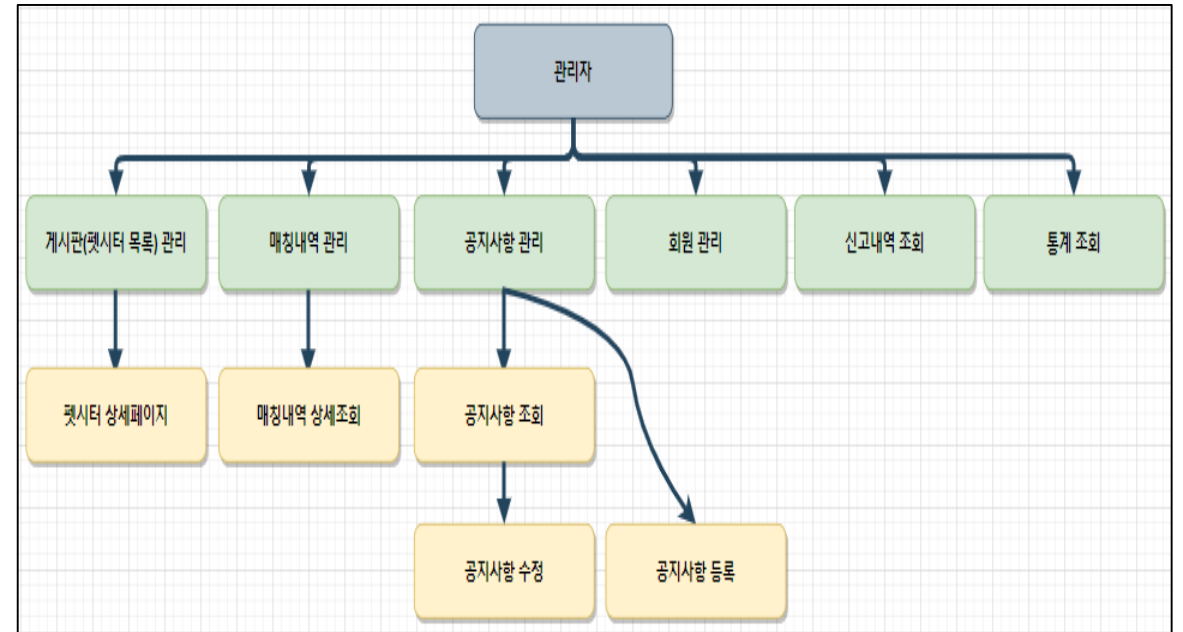 관리자
게시판(펫시터 목록) 관리
매칭내역 관리
공지사항 관리
회원 관리
신고내역 조회
통계 조회
펫시터 상세페이지
매칭내역 상세조회
공지사항 조회
공지사항 수정
공지사항 등록